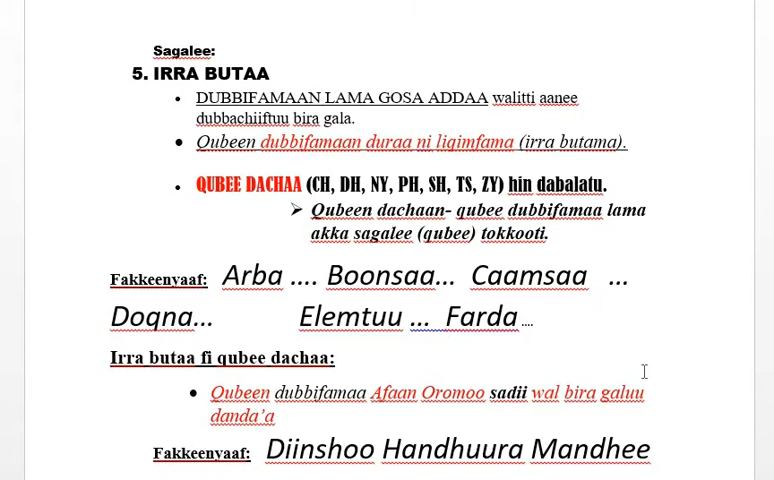 Sagalee:
5. IRRA BUTAA
• DUBBIFAMAAN LAMA GOSA ADDAA walitti aanee
dubbachiiftuu bira gala.
• Qubeen dubbifamaan duraa ni liqimfama (irra butama).
• QUBEE DACHAA (CH, DH, NY, PH, SH, TS, ZY) hin dabalatu.
➢ Qubeen dachaan- qubee dubbifamaa lama
akka sagalee (qubee) tokkooti.
Fakkeenyaaf: Arba .... Boonsaa... Caamsaa ...
Doqna... Elemtuu ... Farda ....
Irra butaa fi qubee dachaa:
• Qubeen dubbifamaa Afaan Oromoo sadii wal bira galuu
danda’a
Fakkeenyaaf: Diinshoo Handhuura Mandhee